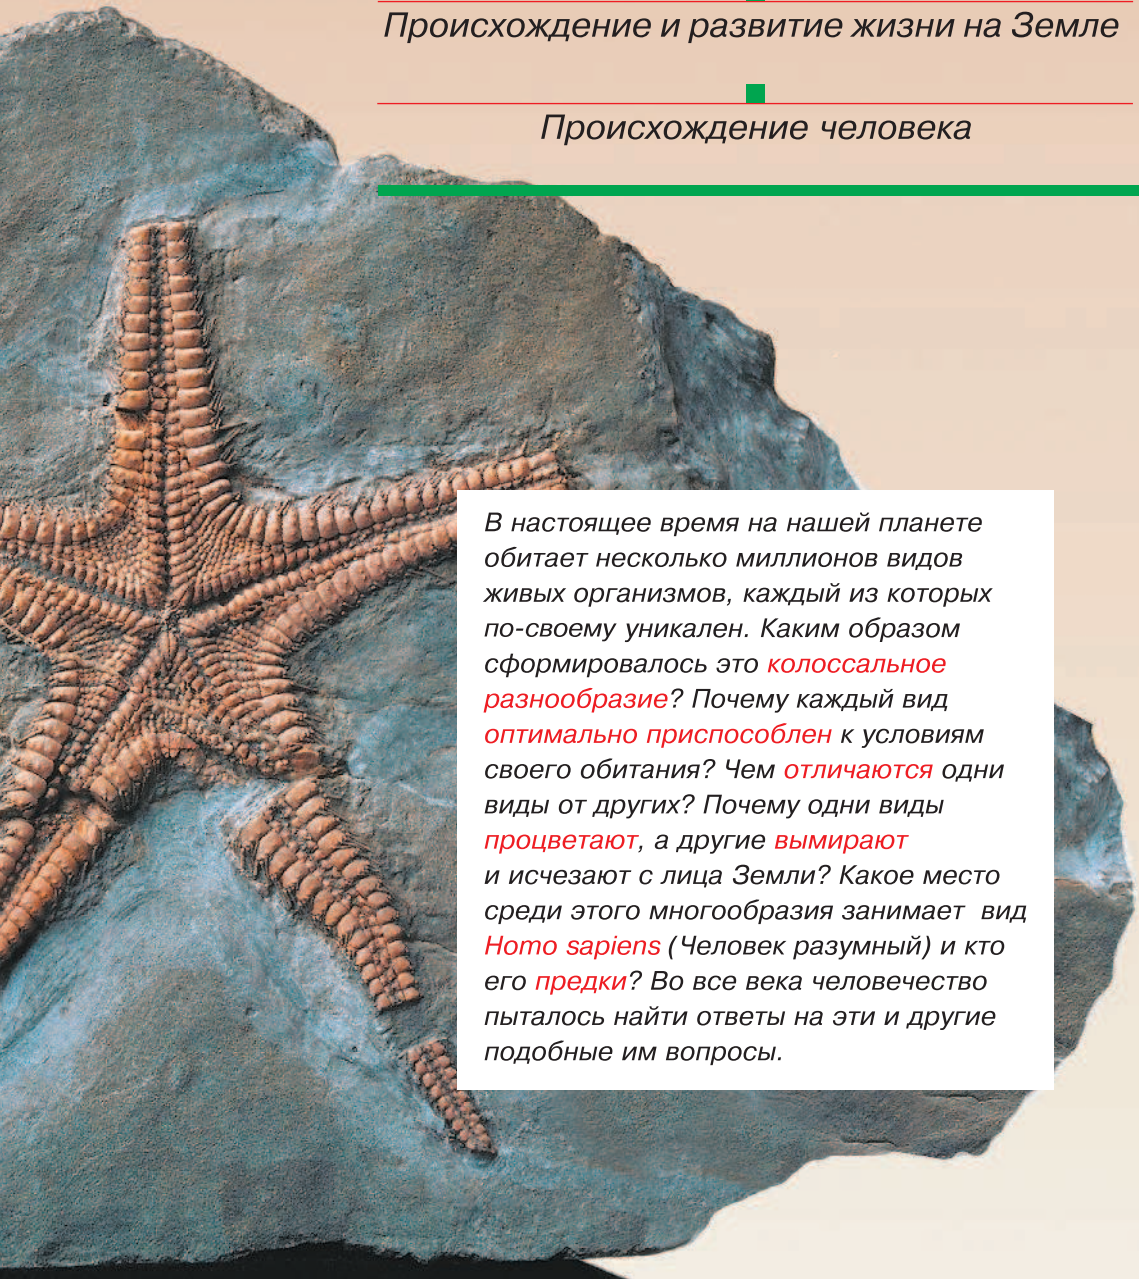 Происхождение и развитие жизни на Земле
Происхождение человека
В настоящее время на нашей планете
обитает несколько миллионов видов
живых организмов, каждый из которых
по-своему уникален. Каким образом
сформировалось это колоссальное
разнообразие? Почему каждый вид
оптимально приспособлен к условиям
своего обитания? Чем отличаются одни
виды от других? Почему одни виды
процветают, а другие вымирают
и исчезают с лица Земли? Какое место
среди этого многообразия занимает вид
Homo sapiens (Человек разумный) и кто
его предки? Во все века человечество
пыталось найти ответы на эти и другие
подобные им вопросы.